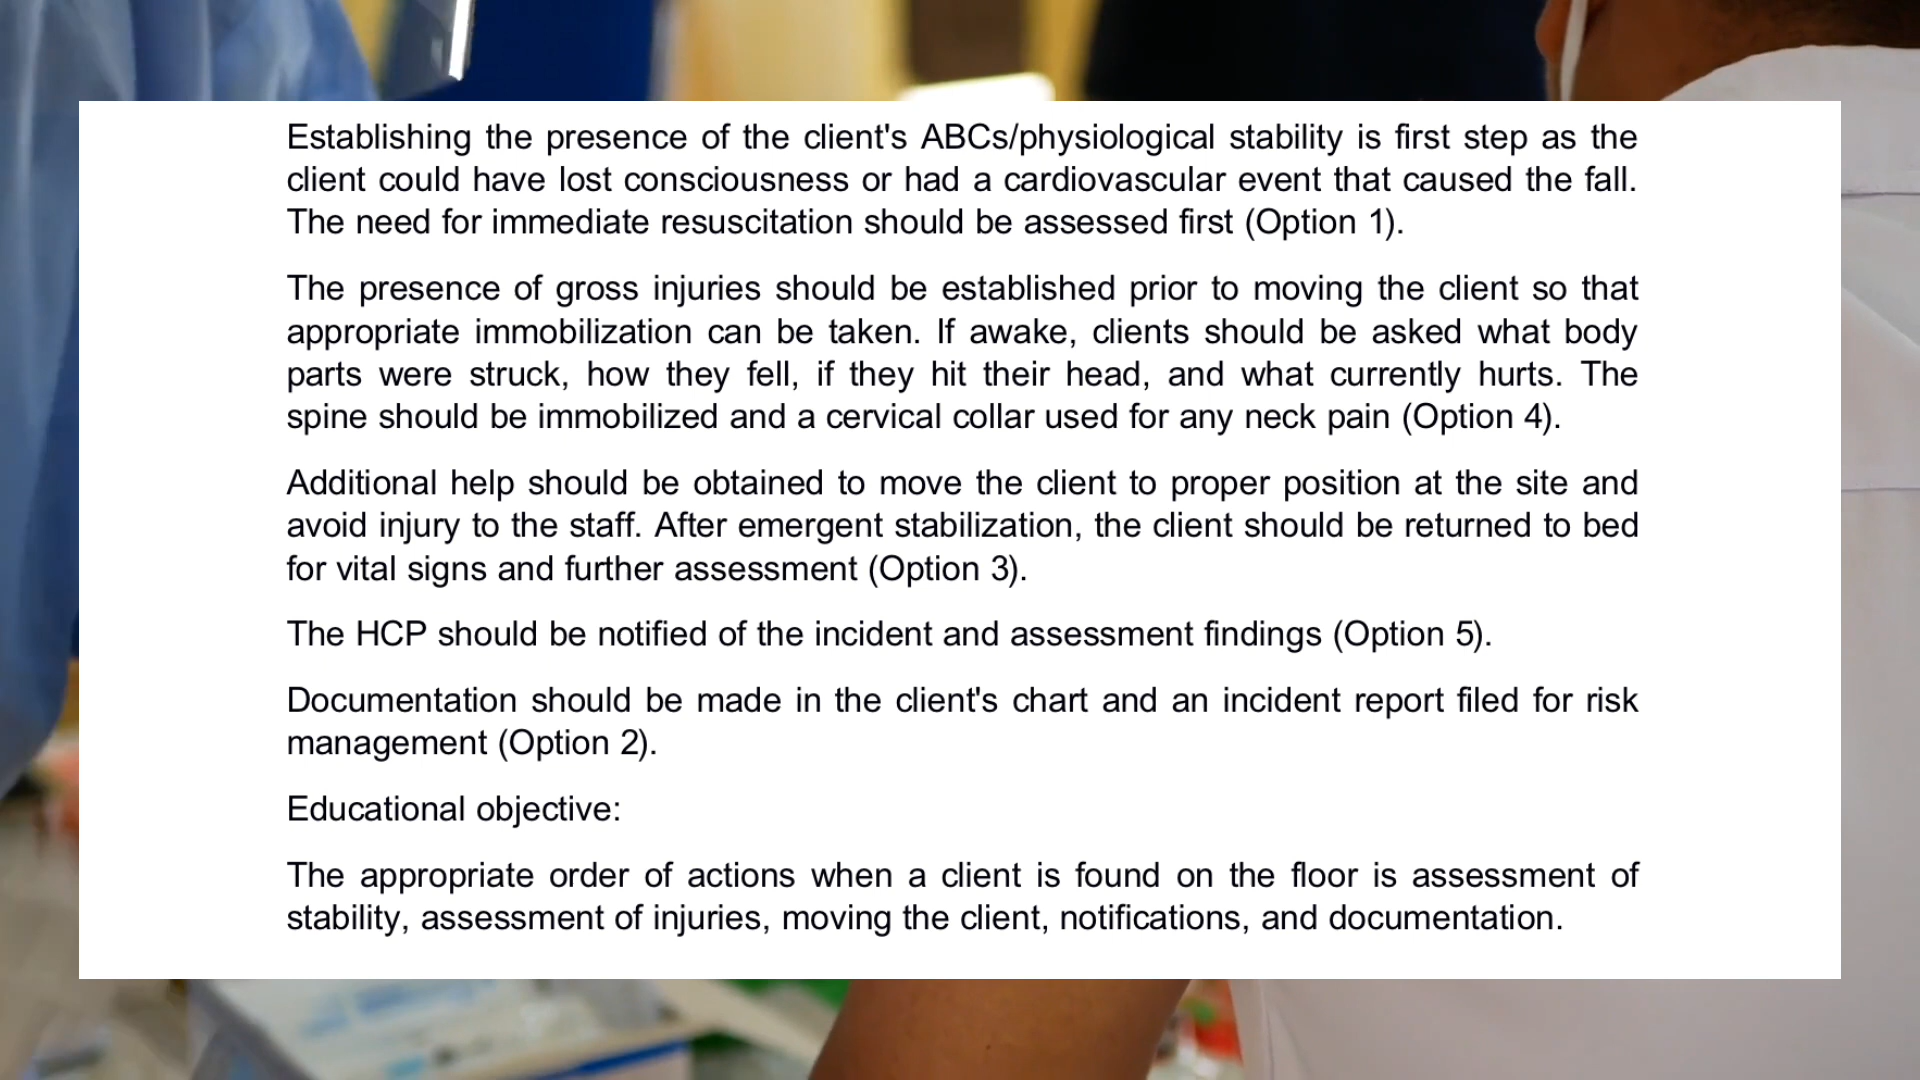 Establishing the presence of the client's ABCs/physiological stability is first step as the
client could have lost consciousness or had a cardiovascular event that caused the fall.
The need for immediate resuscitation should be assessed first (Option 1).
The presence of gross injuries should be established prior to moving the client so that
appropriate immobilization can be taken. If awake, clients should be asked what body
parts were struck, how they fell, if they hit their head, and what currently hurts. The
spine should be immobilized and a cervical collar used for any neck pain (Option 4).
Additional help should be obtained to move the client to proper position at the site and
avoid injury to the staff. After emergent stabilization, the client should be returned to bed
for vital signs and further assessment (Option 3).
The HCP should be notified of the incident and assessment findings (Option 5).
Documentation should be made in the client's chart and an incident report filed for risk
management (Option 2).
Educational objective:
The appropriate order of actions when a client is found on the floor is assessment of
stability, assessment of injuries, moving the client, notifications, and documentation.